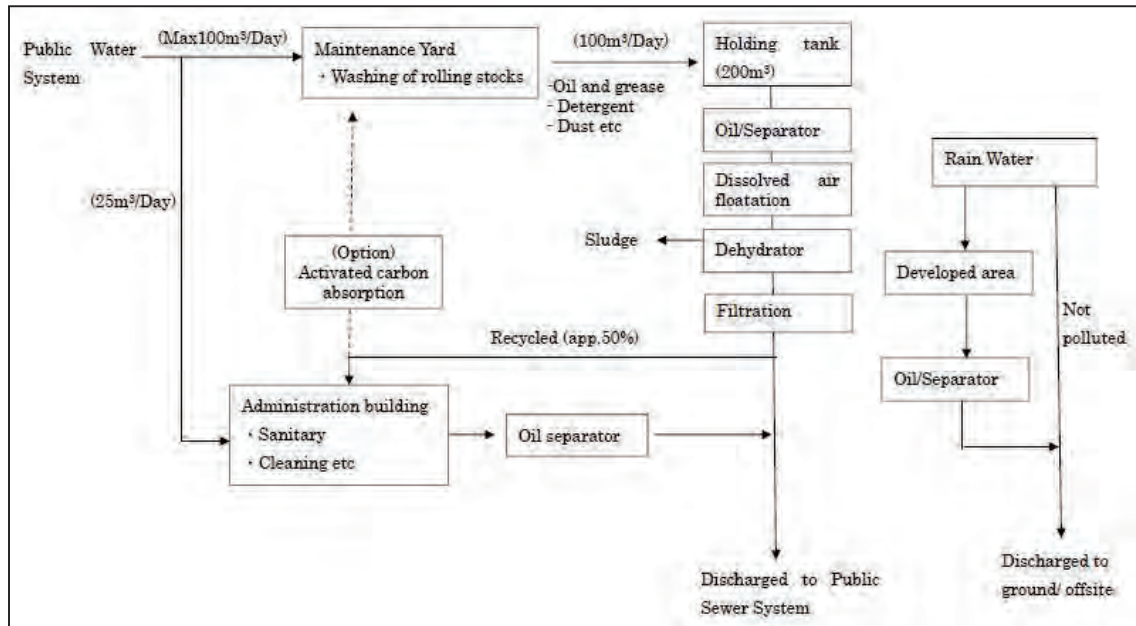 Public Water
System
(Max100m³/Day)
Maintenance Yard
・Washing of rolling stocks
(100m³/Day)
-Oil and grease
- Detergent
- Dust etc
Holding tank
(200m³)
Oil/Separator
Dissolved air
floatation
Sludge
Dehydrator
Filtration
Rain Water
Developed area
Oil/Separator
Not
polluted
(25m³/Day)
(Option)
Activated carbon
absorption
Recycled (app.50%)
Administration building
・Sanitary
・Cleaning etc
Oil separator
Discharged to Public
Sewer System
Discharged to
ground/ offsite